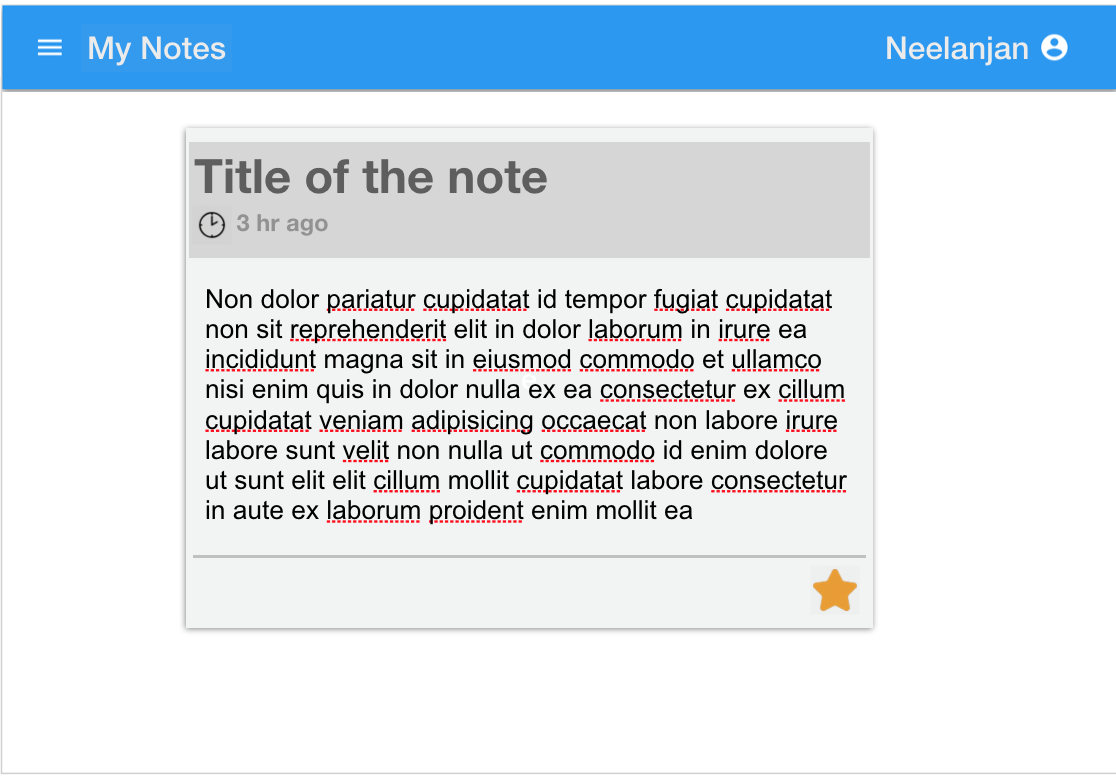 My Notes
Neelanjan
Title of the note
3 hr ago
Non dolor pariatur cupidatat id tempor fugiat cupidatat
non sit reprehenderit elit in dolor laborum in irure ea
incididunt magna sit in eiusmod commodo et ullamco
nisi enim quis in dolor nulla ex ea consectetur ex cillum
cupidatat veniam adipisicing occaecat non labore irure
labore sunt velit non nulla ut commodo id enim dolore
ut sunt elit elit cillum mollit cupidatat labore consectetur
in aute ex laborum proident enim mollit ea